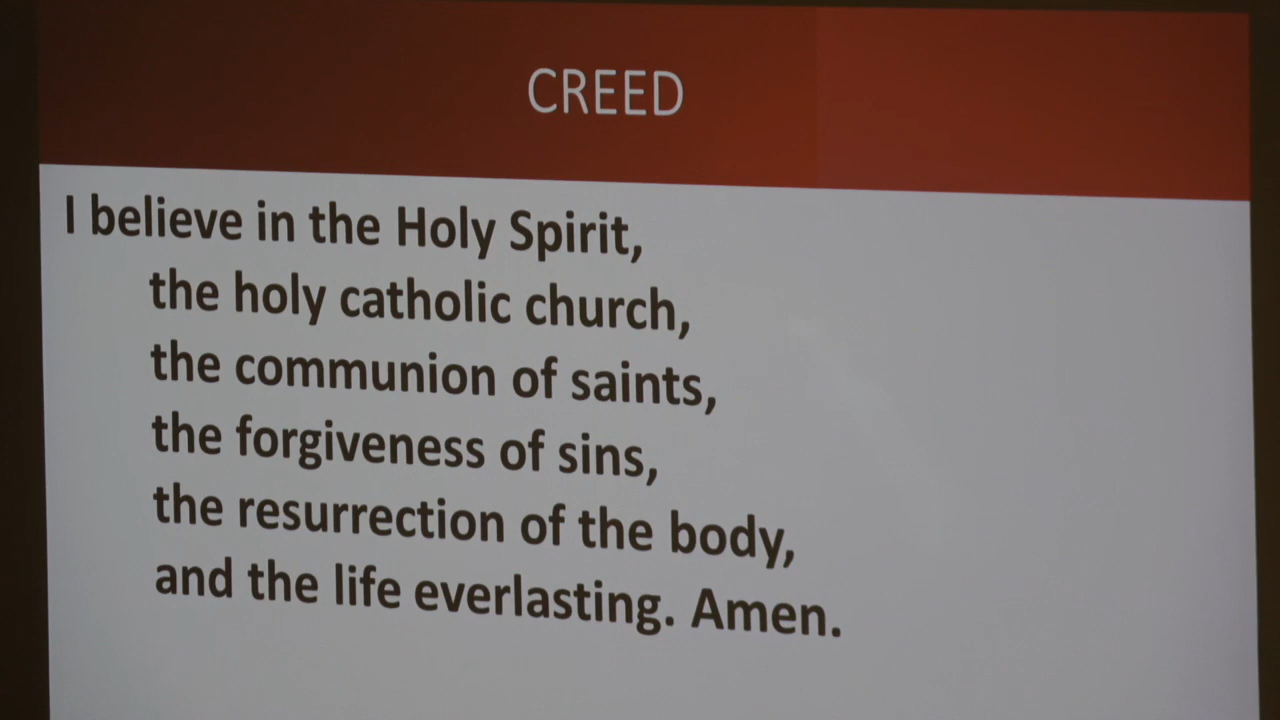 CREED
I believe in the Holy Spirit,
the holy catholic church,
the communion of saints,
the forgiveness of sins,
the resurrection of the body,
and the life everlasting. Amen.